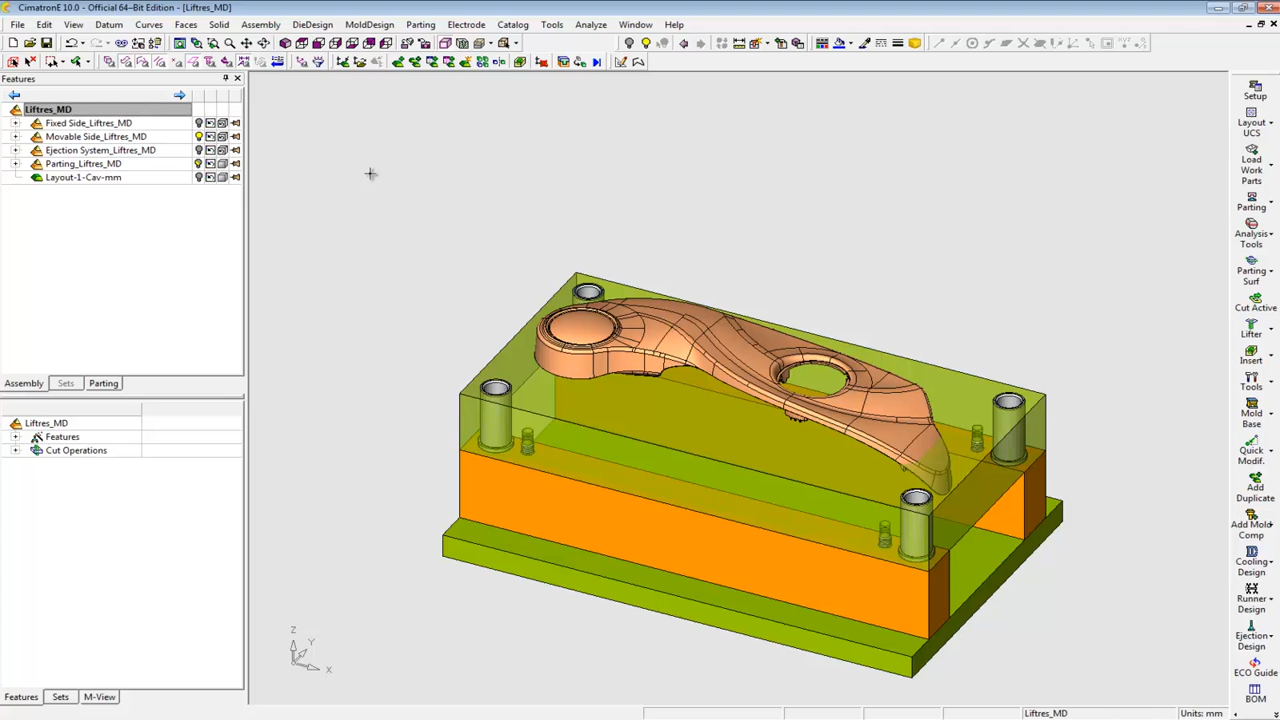 CimatronE 10.0 - Official 64-Bit Edition - [Liftres_MD]
File Edit View Datum Curves Faces Solid Assembly DieDesign MoldDesign Parting Electrode Catalog Tools Analyze Window Help
Features
Liftres_MD
Fixed Side_Liftres_MD
Movable Side_Liftres_MD
Ejection System_Liftres_MD
Parting_Liftres_MD
Layout-1-Cav-mm
Assembly Sets Parting
Liftres_MD
Features
Cut Operations
Features Sets M-View
Z
Y
X
Setup
Layout
UCS
Load
Work
Parts
Parting
Analysis
Tools
Parting
Surf
Cut Active
Lifter
Insert
Tools
Mold
Base
Quick
Modif.
Add
Duplicate
Add Mold
Comp
Cooling
Design
Runner
Design
Ejection
Design
ECO Guide
BOM
Liftres_MD
Units: mm